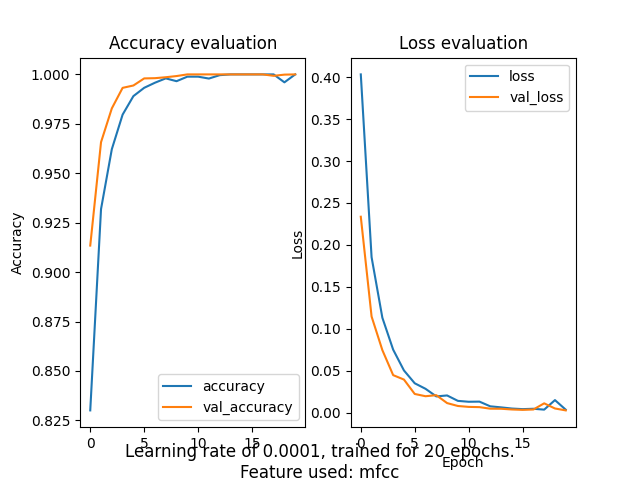 Accuracy evaluation
1.000
0.975
0.950
0.925
0.900
0.875
0.850
0.825
Accuracy
accuracy
val_accuracy
0 5 10 15
Loss evaluation
0.40
0.35
0.30
0.25
0.20
0.15
0.10
0.05
0.00
Loss
loss
val_loss
0 5 10 15
Epoch
Learning rate of 0.0001, trained for 20 epochs.
Feature used: mfcc